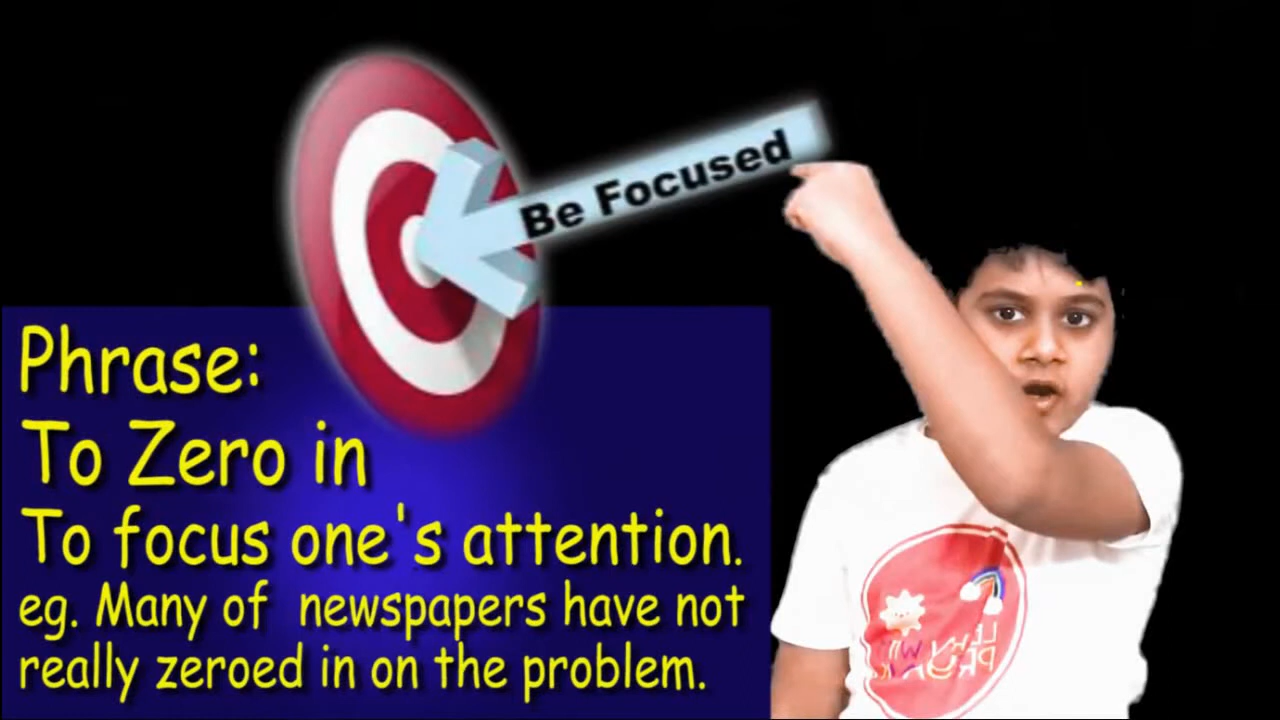 Be Focused
Phrase:
To Zero in
To focus one's attention.
eg. Many of newspapers have not
really zeroed in on the problem.